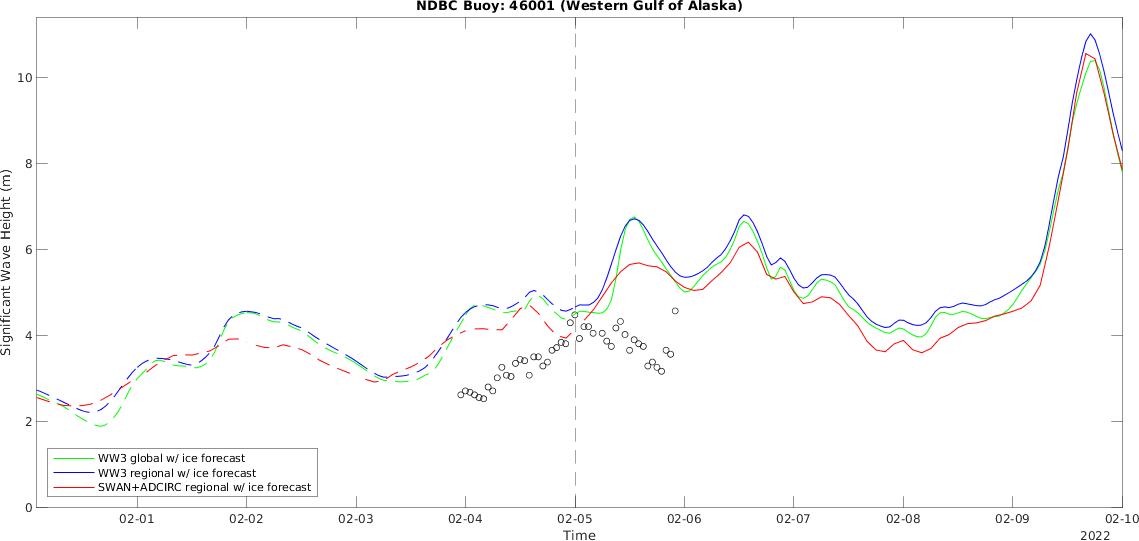 NDBC Buoy: 46001 (Western Gulf of Alaska)
Significant Wave Height (m)
10
8
6
4
2
0
WW3 global w/ ice forecast
WW3 regional w/ ice forecast
SWAN+ADCIRC regional w/ ice forecast
02-01 02-02 02-03 02-04 02-05 02-06 02-07 02-08 02-09 02-10
Time
2022